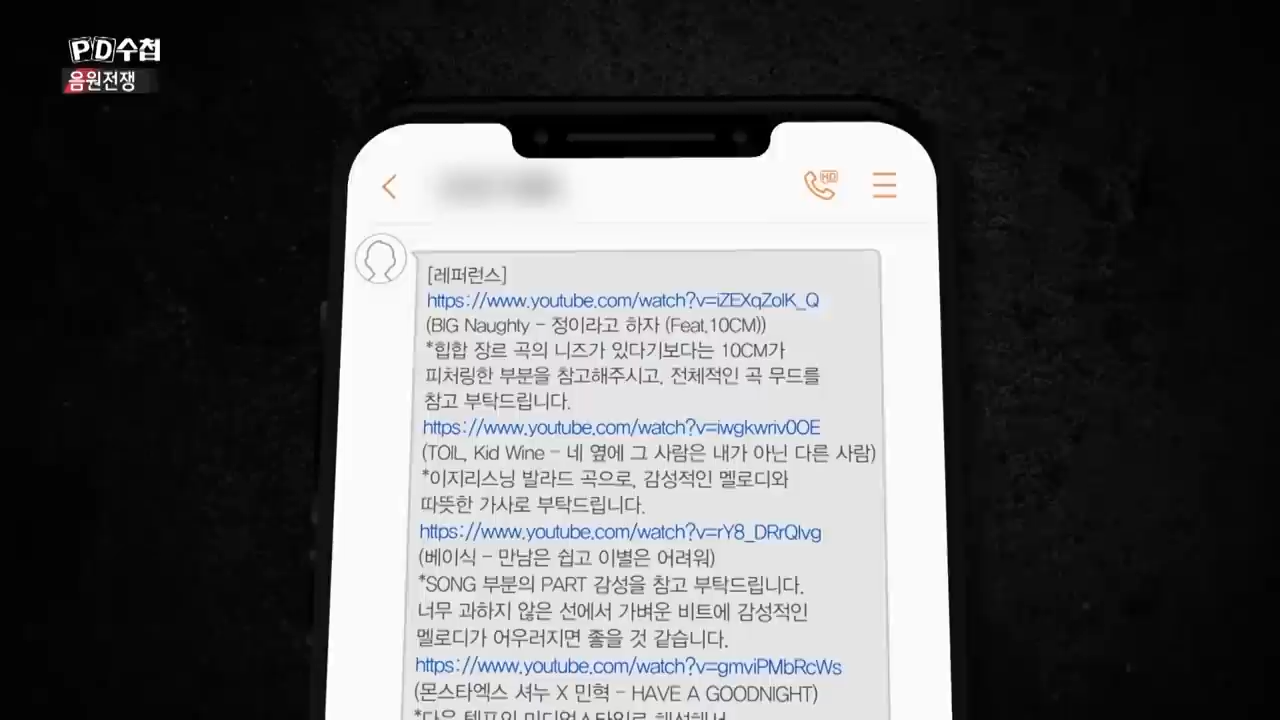 PD수첩
음원전쟁
HD
[레퍼런스]
https://www.youtube.com/watch?v=iZEXqZolK_Q
(BIG Naughty - 정이라고 하자 (Feat.10CM))
*힙합 장르 곡의 니즈가 있다기보다는 10CM가
피처링한 부분을 참고해주시고, 전체적인 곡 무드를
참고 부탁드립니다.
https://www.youtube.com/watch?v=iwgkwriv0OE
(TOIL, Kid Wine - 네 옆에 그 사람은 내가 아닌 다른 사람)
*이지리스닝 발라드 곡으로, 감성적인 멜로디와
따뜻한 가사로 부탁드립니다.
https://www.youtube.com/watch?v=rY8_DRrQlvg
(베이식 - 만남은 쉽고 이별은 어려워)
*SONG 부분의 PART 감성을 참고 부탁드립니다.
너무 과하지 않은 선에서 가벼운 비트에 감성적인
멜로디가 어우러지면 좋을 것 같습니다.
https://www.youtube.com/watch?v=gmviPMbRcWs
(몬스타엑스 셔누 X 민혁 - HAVE A GOODNIGHT)